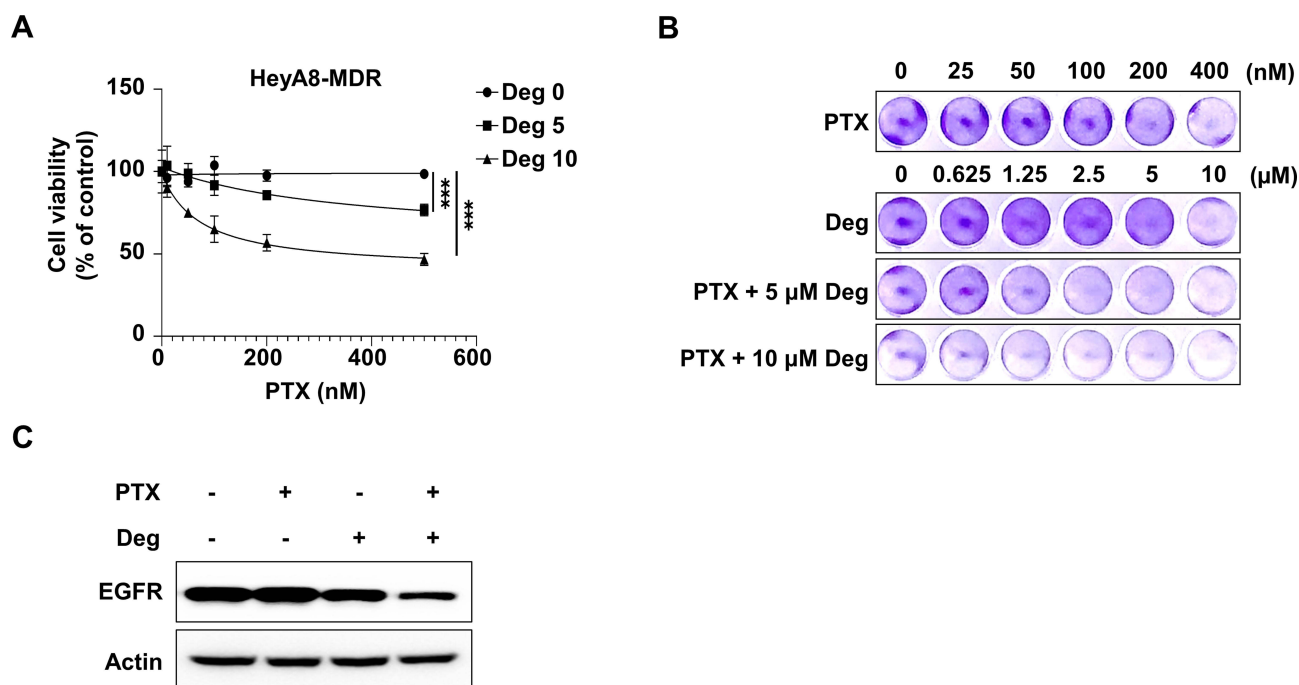 A
HeyA8-MDR
Cell viability
(% of control)
150
100
50
0
0 200 400 600
PTX (nM)
Deg 0
Deg 5
Deg 10
***
***
B
0 25 50 100 200 400 (nM)
PTX
0 0.625 1.25 2.5 5 10 (µM)
Deg
PTX + 5 µM Deg
PTX + 10 µM Deg
C
PTX - + - +
Deg - - + +
EGFR
Actin